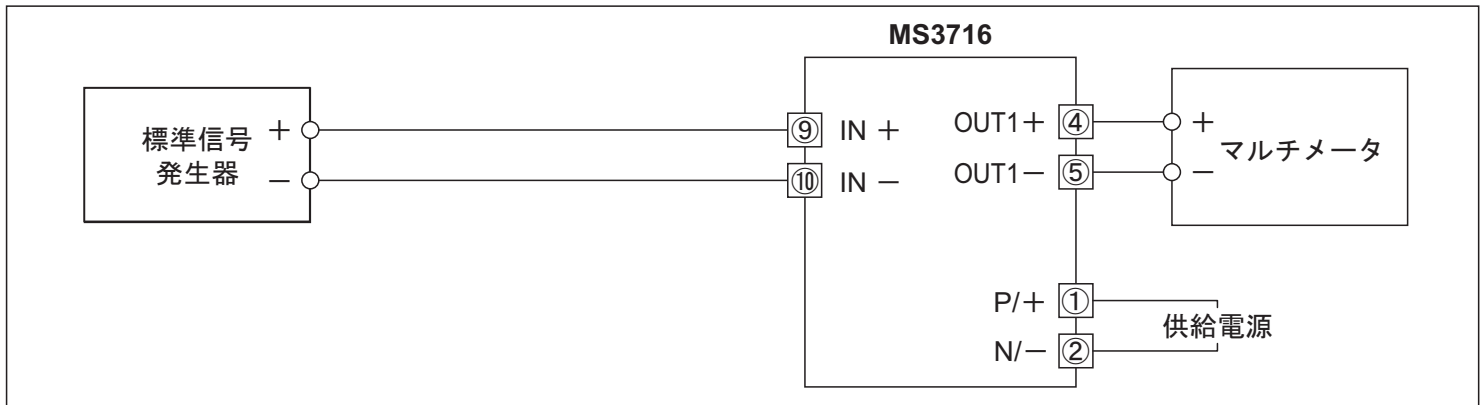 MS3716
標準信号
発生器
+
−
⑨ IN +
⑩ IN −
OUT1+ ④
OUT1− ⑤
+
−
マルチメータ
P/+ ①
N/− ②
供給電源